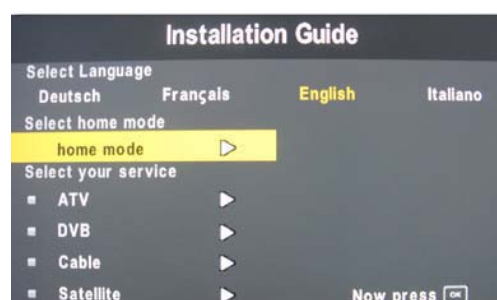 Installation Guide
Select Language
Deutsch Français English Italiano
Select home mode
home mode
Select your service
ATV
DVB
Cable
Satellite Now press OK